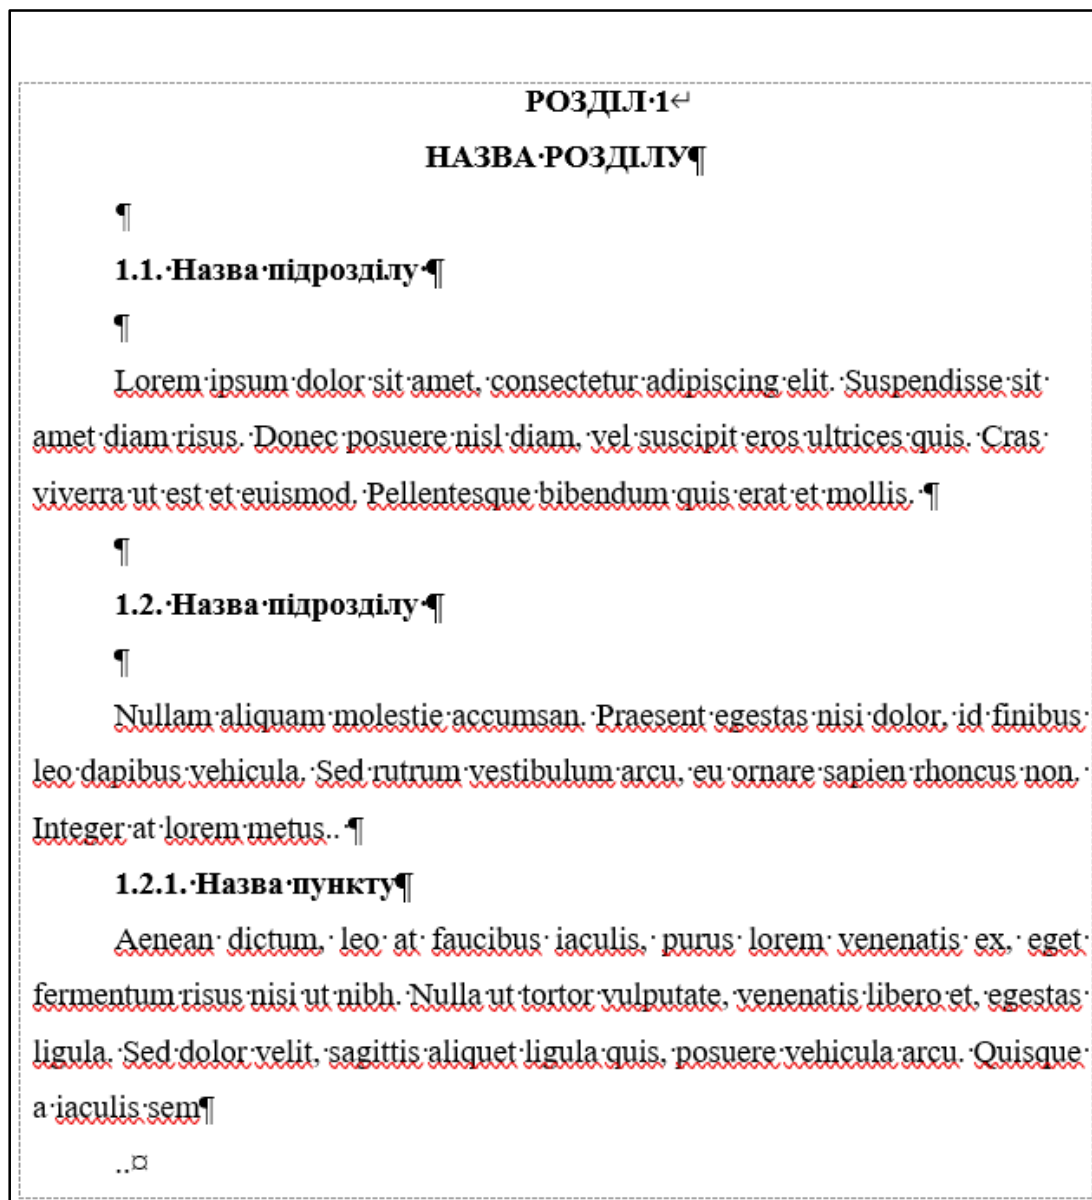 РОЗДІЛ 1
НАЗВА РОЗДІЛУ¶
¶
1.1. Назва підрозділу ¶
¶
Lorem ipsum dolor sit amet, consectetur adipiscing elit. Suspendisse sit
amet diam risus. Donec posuere nisl diam, vel suscipit eros ultrices quis. Cras
viverra ut est et euismod. Pellentesque bibendum quis erat et mollis. ¶
¶
1.2. Назва підрозділу ¶
¶
Nullam aliquam molestie accumsan. Praesent egestas nisi dolor, id finibus
leo dapibus vehicula. Sed rutrum vestibulum arcu, eu ornare sapien rhoncus non.
Integer at lorem metus.. ¶
1.2.1. Назва пункту¶
Aenean dictum, leo at faucibus iaculis, purus lorem venenatis ex, eget
fermentum risus nisi ut nibh. Nulla ut tortor vulputate, venenatis libero et, egestas
ligula. Sed dolor velit, sagittis aliquet ligula quis, posuere vehicula arcu. Quisque
a iaculis sem¶
..¤